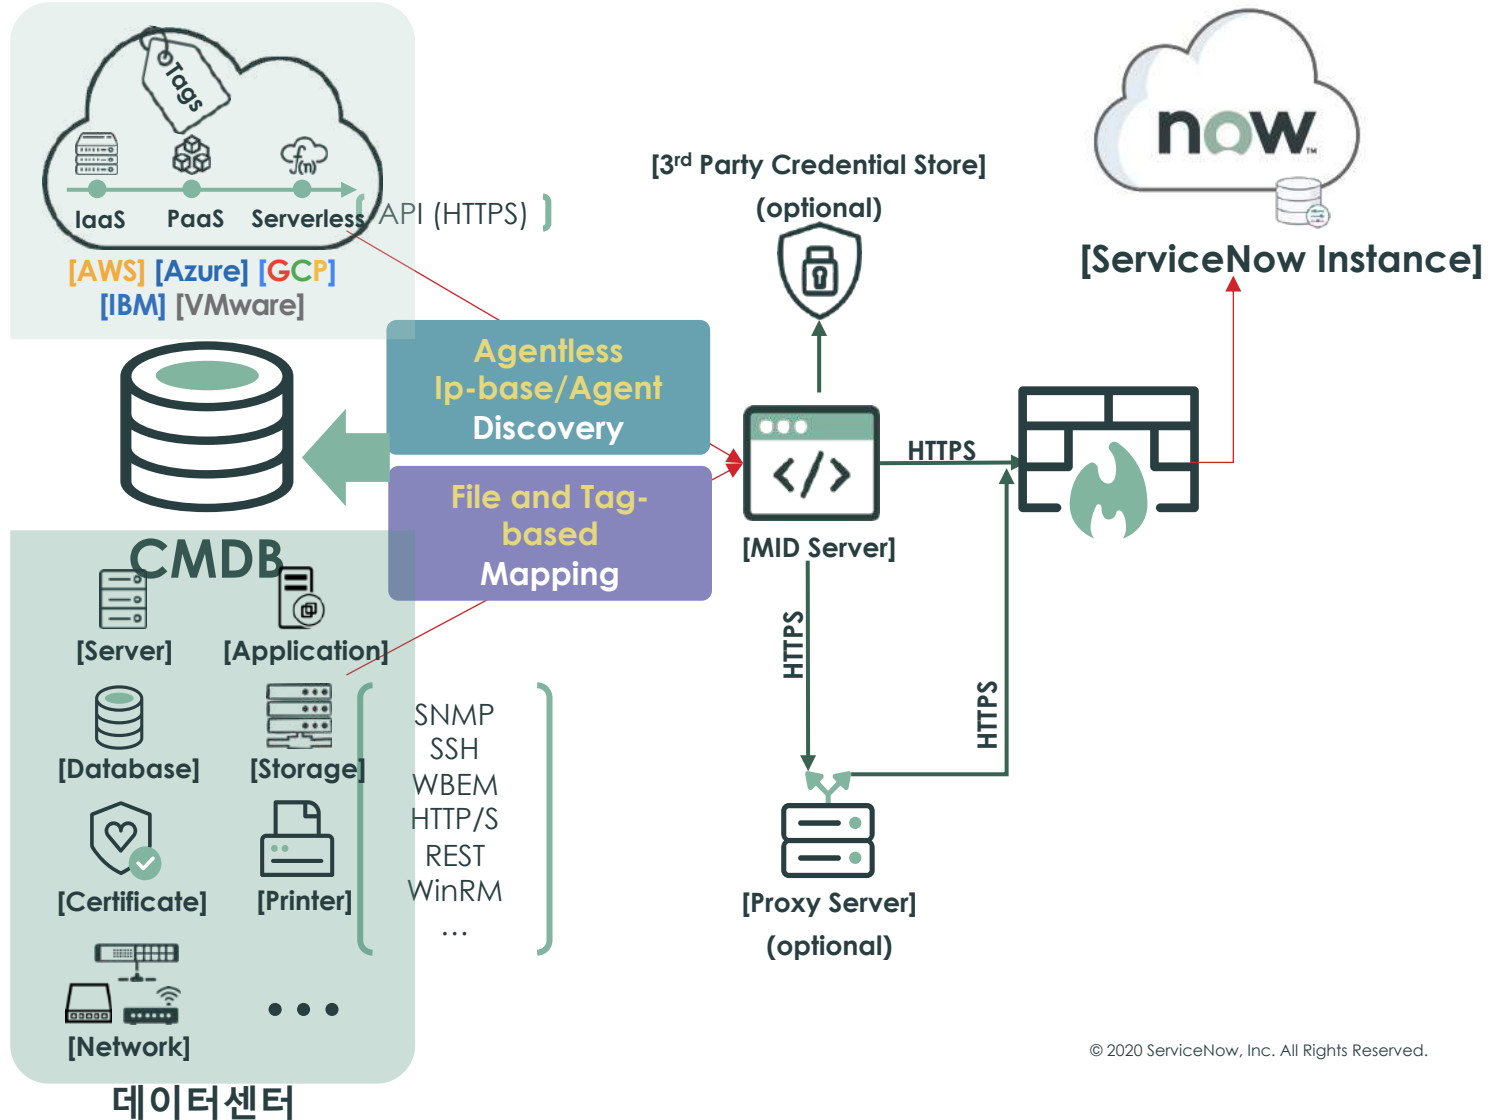 Tags
IaaS PaaS Serverless
API (HTTPS)
[AWS] [Azure] [GCP]
[IBM] [VMware]
f(n)
[3rd Party Credential Store]
(optional)
now™
[ServiceNow Instance]
Agentless
Ip-base/Agent
Discovery
File and Tag-
based
Mapping
CMDB
</>
[MID Server]
HTTPS
HTTPS
HTTPS
[Server] [Application]
[Database] [Storage]
[Certificate] [Printer]
[Network]
...
SNMP
SSH
WBEM
HTTP/S
REST
WinRM
...
[Proxy Server]
(optional)
데이터센터
© 2020 ServiceNow, Inc. All Rights Reserved.